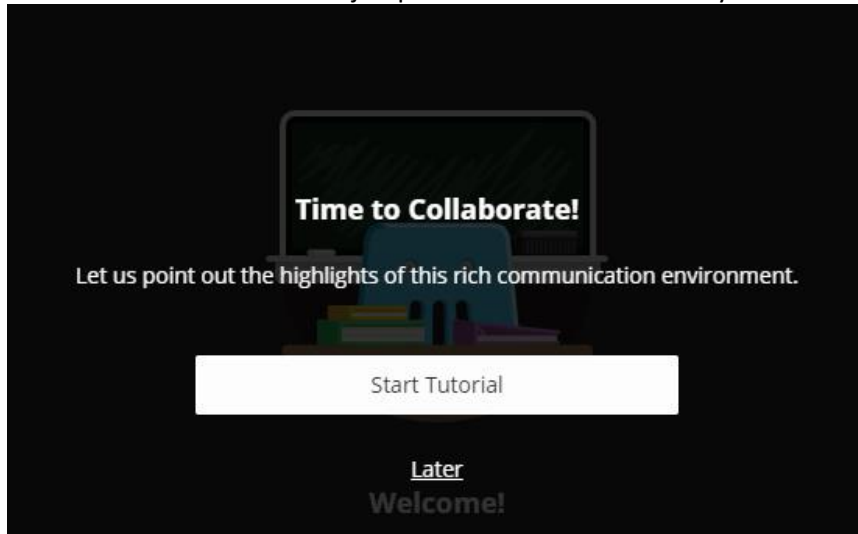 Time to Collaborate!
Let us point out the highlights of this rich communication environment.
Start Tutorial
Later
Welcome!